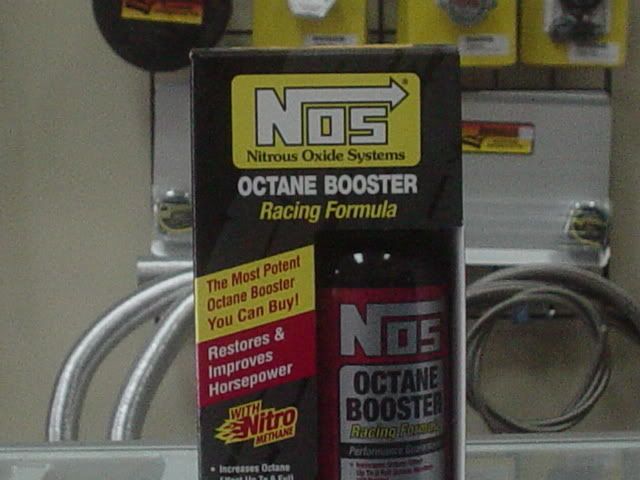 NOS
Nitrous Oxide Systems
OCTANE BOOSTER
Racing Formula
The Most Potent
Octane Booster
You Can Buy!
Restores &
Improves
Horsepower
WITH
Nitro
METHANE
• Increases Octane
NOS
OCTANE
BOOSTER
Racing Formula
Performance